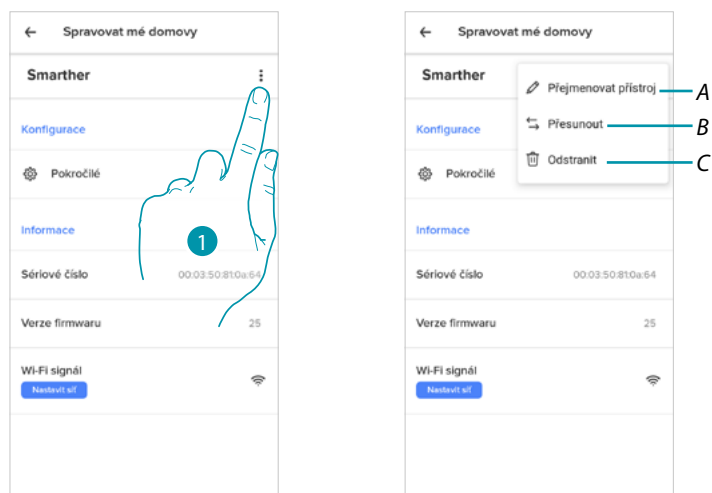 Spravovat mé domovy
Smarther
Konfigurace
Pokročilé
1
Informace
Sériové číslo 00:03:50:81:0a:64
Verze firmwaru 25
Wi-Fi signál
Nastavit síť
Spravovat mé domovy
Smarther
Přejmenovat přístroj A
Přesunout B
Odstranit C
Konfigurace
Pokročilé
Informace
Sériové číslo 00:03:50:81:0a:64
Verze firmwaru 25
Wi-Fi signál
Nastavit síť